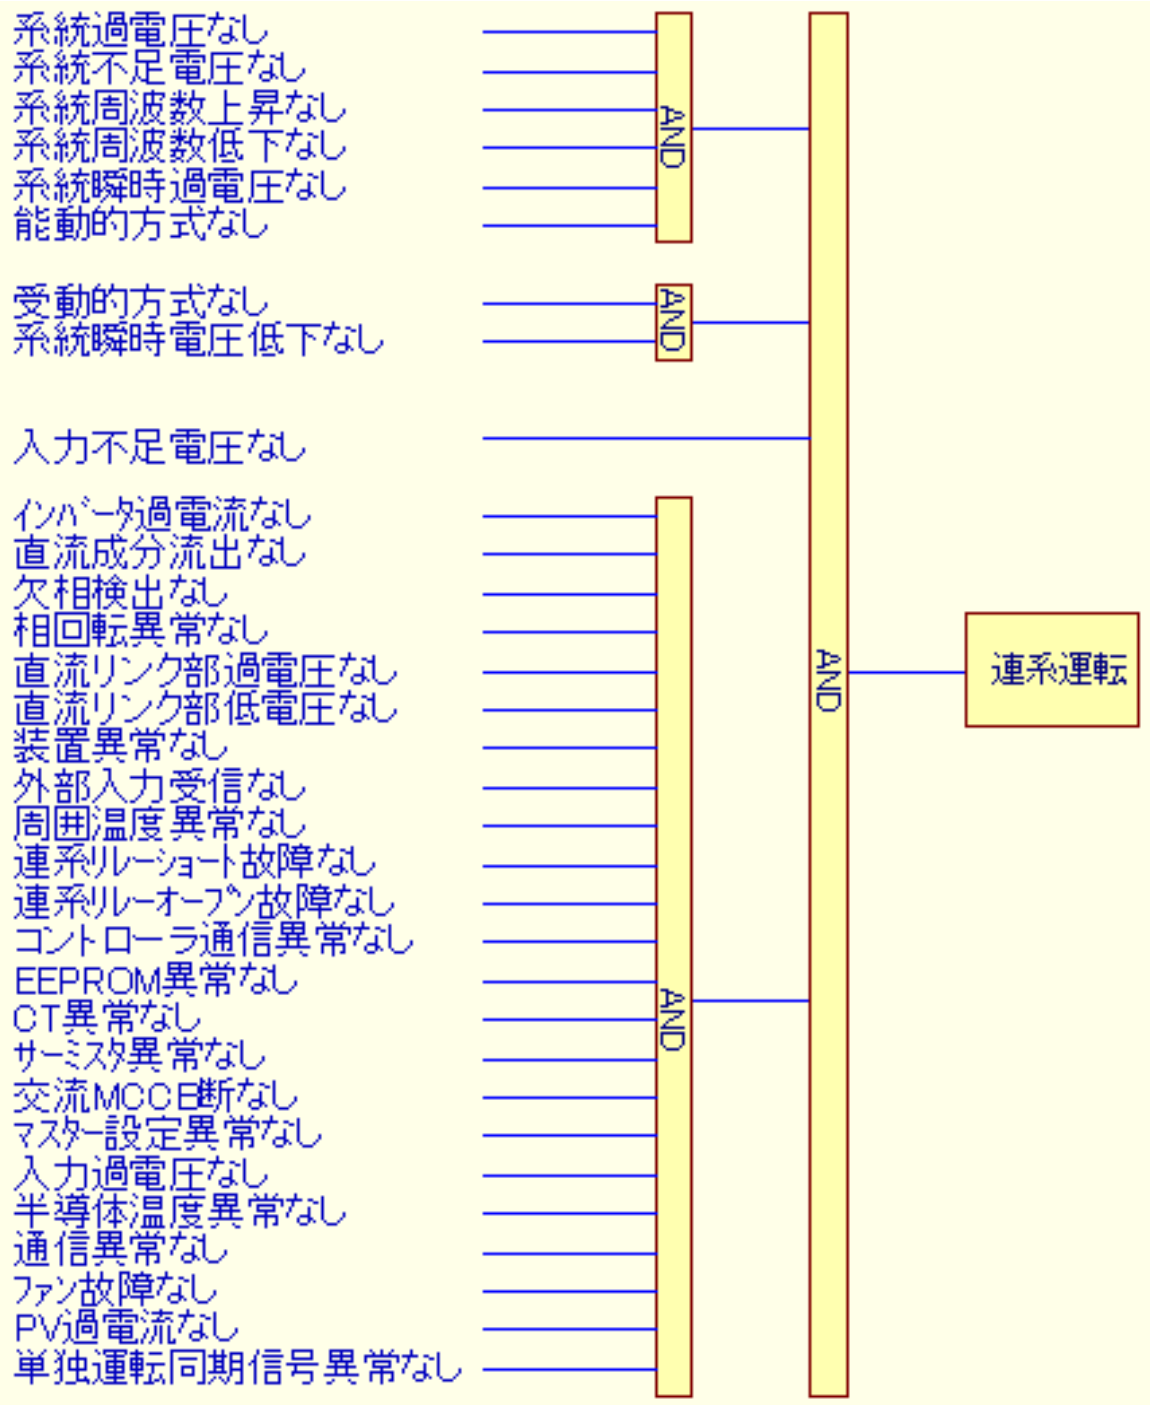 系統過電圧なし
系統不足電圧なし
系統周波数上昇なし
系統周波数低下なし
系統瞬時過電圧なし
能動的方式なし
AND
受動的方式なし
系統瞬時電圧低下なし
AND
入力不足電圧なし
インバータ過電流なし
直流成分流出なし
欠相検出なし
相回転異常なし
直流リンク部過電圧なし
直流リンク部低電圧なし
装置異常なし
外部入力受信なし
周囲温度異常なし
連系リレーショート故障なし
連系リレーオープン故障なし
コントローラ通信異常なし
EEPROM異常なし
CT異常なし
サーミスタ異常なし
交流MCCB断なし
マスター設定異常なし
入力過電圧なし
半導体温度異常なし
通信異常なし
ファン故障なし
PV過電流なし
単独運転同期信号異常なし
AND
AND
連系運転